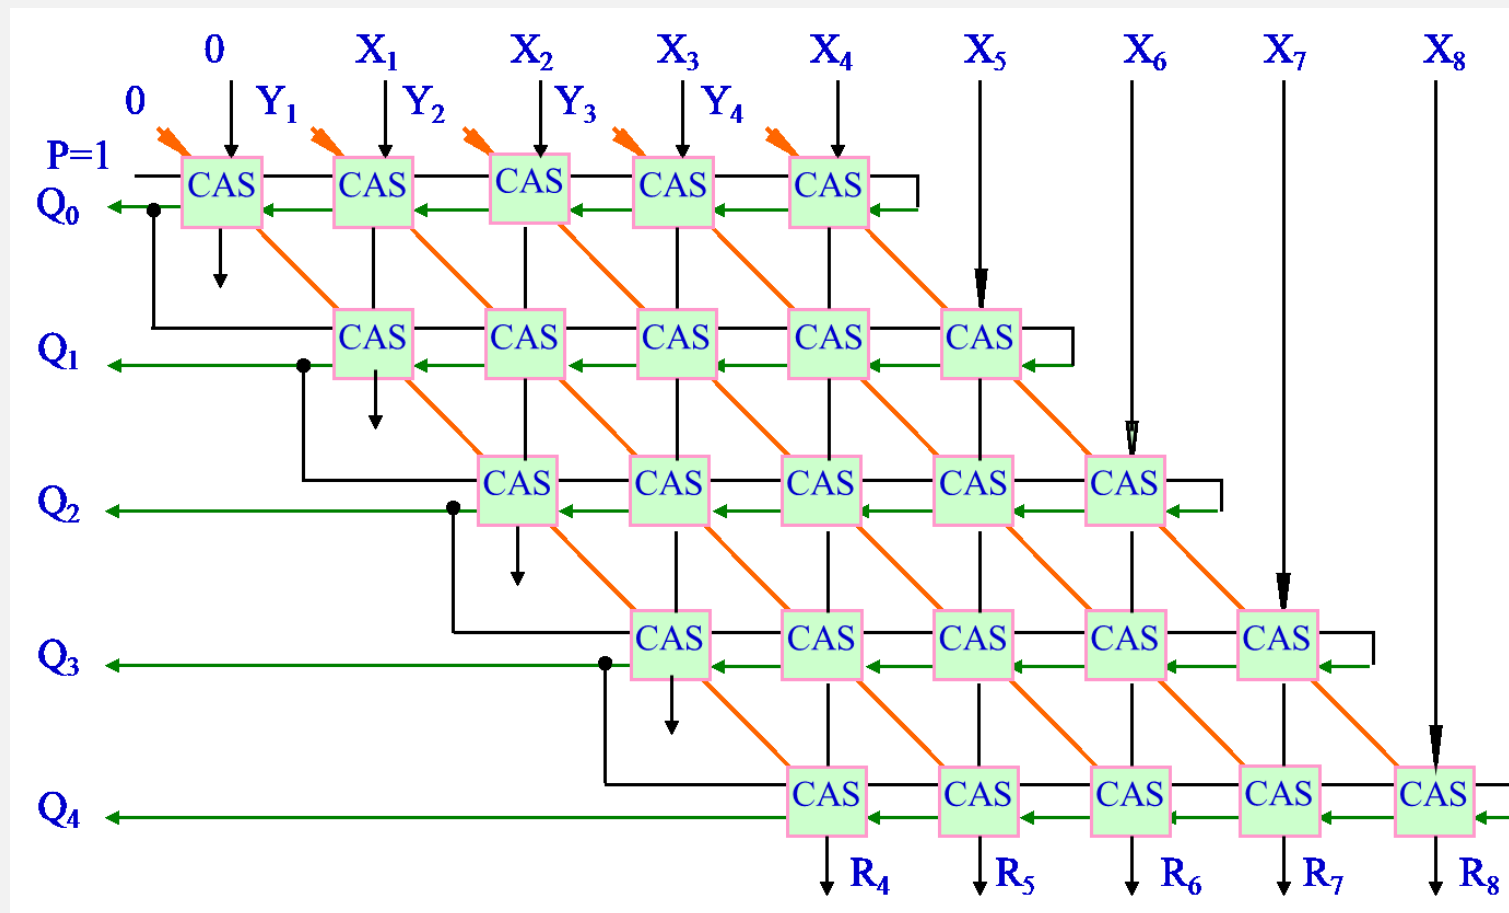 0 X₁ X₂ X₃ X₄ X₅ X₆ X₇ X₈
0 Y₁ Y₂ Y₃ Y₄
P=1
CAS CAS CAS CAS CAS
Q₀
CAS CAS CAS CAS CAS
Q₁
CAS CAS CAS CAS CAS
Q₂
CAS CAS CAS CAS CAS
Q₃
CAS CAS CAS CAS CAS
Q₄
R₄ R₅ R₆ R₇ R₈